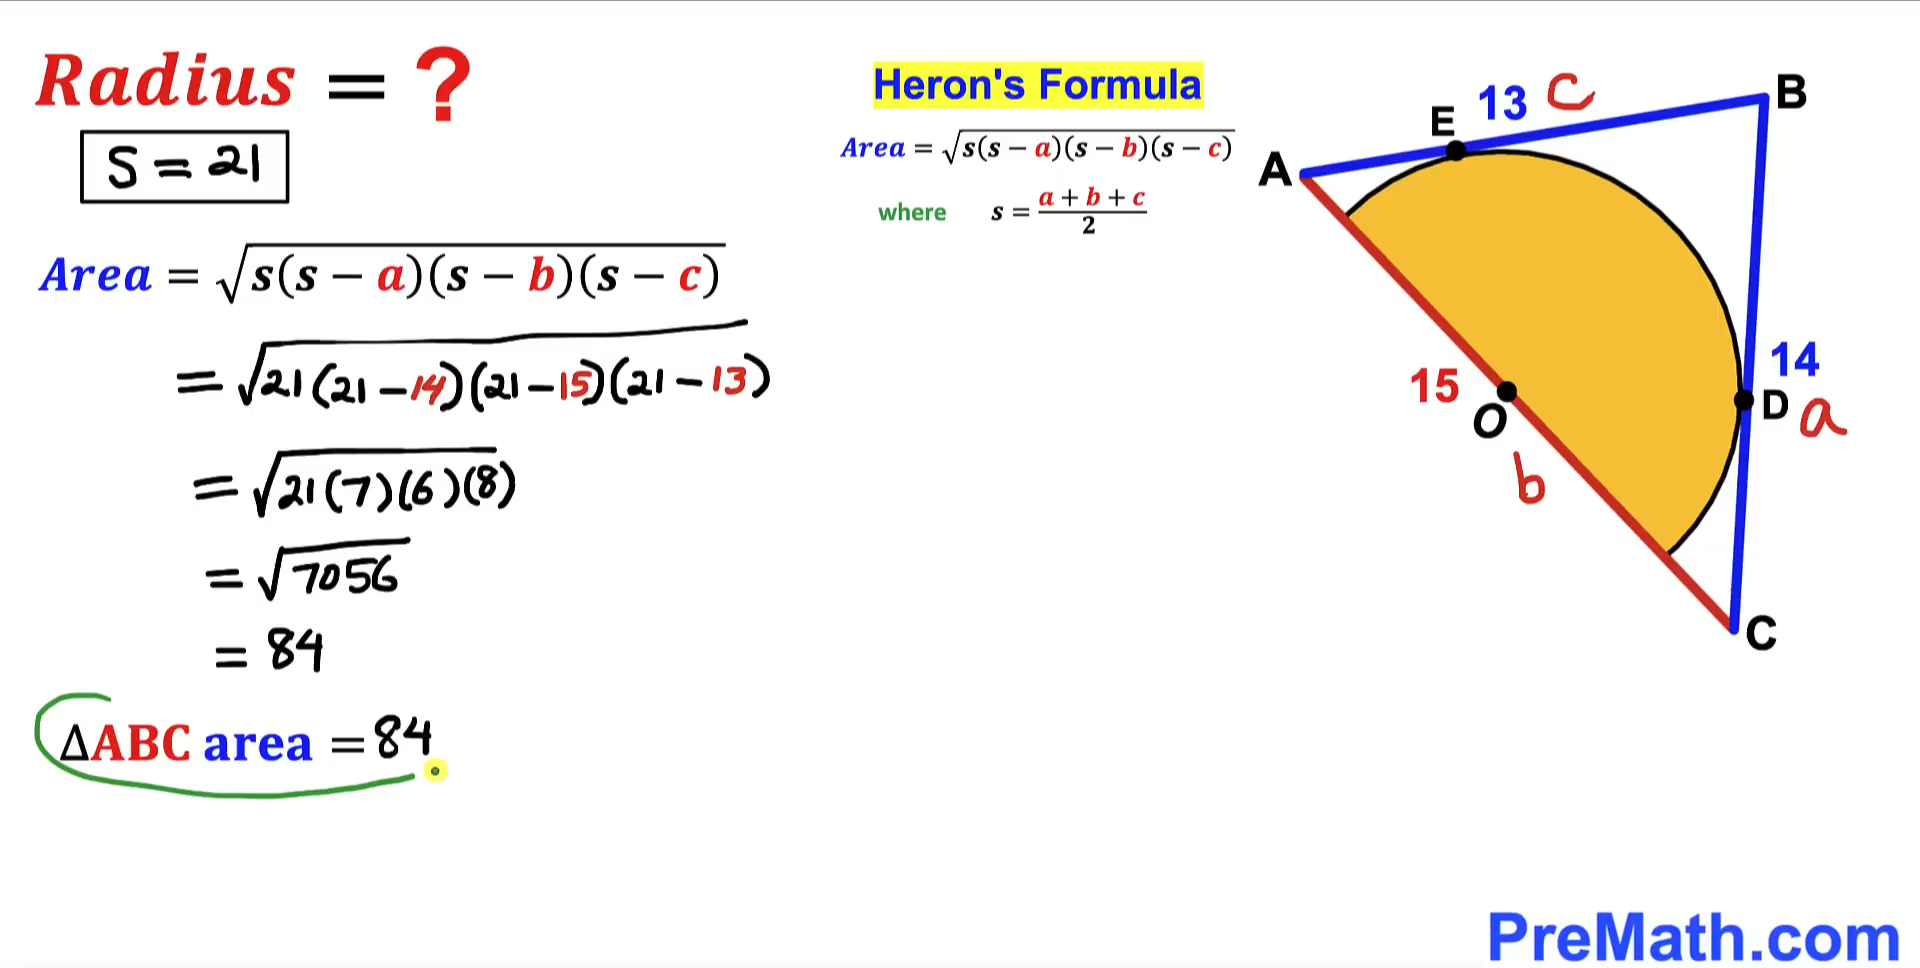 Radius = ?
S = 21
Area = √s(s − a)(s − b)(s − c)
= √21(21 − 14)(21 − 15)(21 − 13)
= √21(7)(6)(8)
= √7056
= 84
ΔABC area = 84
Heron's Formula
Area = √s(s − a)(s − b)(s − c)
where s = a + b + c / 2
A
E
13 c
B
15
O
b
14
D a
C
PreMath.com